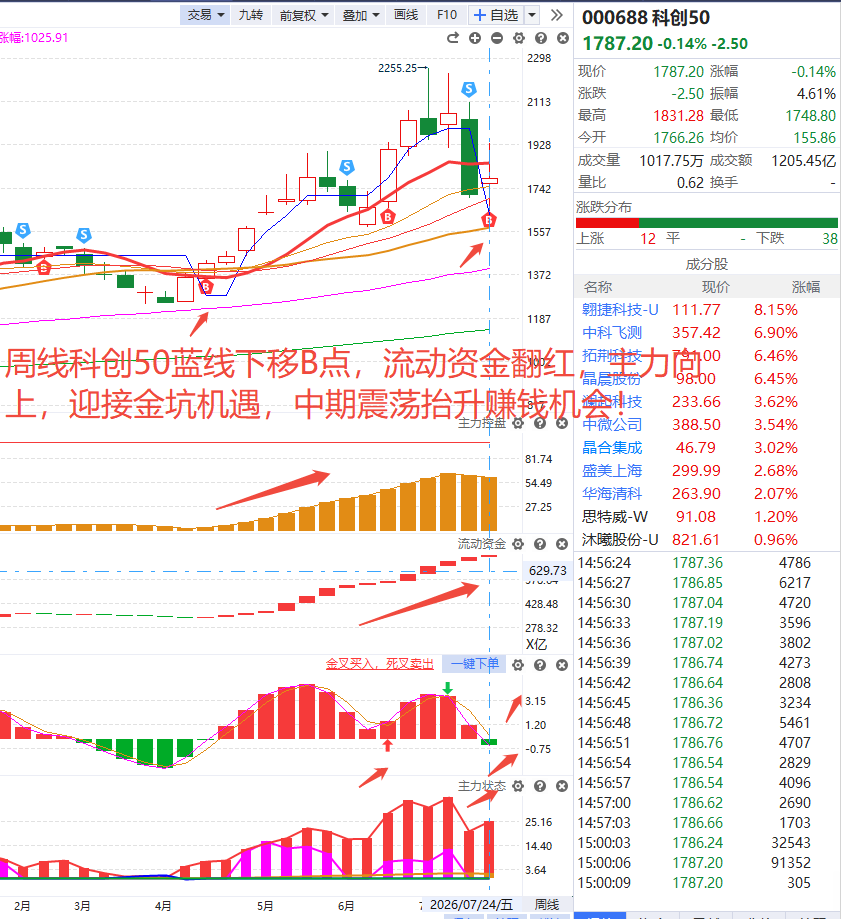 交易 九转 前复权 叠加 画线 F10 自选
涨幅:1025.91
2255.25
2298
2113
1928
1742
1557
1372
1187
S
S
S
S
B
B
B
B
周线科创50蓝线下移B点，流动资金翻红，主力向
上，迎接金坑机遇，中期震荡抬升赚钱机会！
主力控盘
81.74
54.49
27.25
流动资金
629.73
428.48
278.32
X亿
金叉买入，死叉卖出 一键下单
3.15
1.20
-0.75
主力状态
25.16
14.40
3.64
2月 3月 4月 5月 6月 2026/07/24/五 周线
000688 科创50
1787.20 -0.14% -2.50
现价 1787.20 涨幅 -0.14%
涨跌 -2.50 振幅 4.61%
最高 1831.28 最低 1748.80
今开 1766.26 均价 155.86
成交量 1017.75万 成交额 1205.45亿
量比 0.62 换手 -
涨跌分布
上涨 12 平 - 下跌 38
成分股
名称 现价 涨幅
翱捷科技-U 111.77 8.15%
中科飞测 357.42 6.90%
拓荆科技 791.00 6.46%
晶晨股份 98.00 6.45%
澜起科技 233.66 3.62%
中微公司 388.50 3.54%
晶合集成 46.79 3.02%
盛美上海 299.99 2.68%
华海清科 263.90 2.07%
思特威-W 91.08 1.20%
沐曦股份-U 821.61 0.96%
14:56:24 1787.36 4786
14:56:27 1786.85 6217
14:56:30 1787.04 4720
14:56:33 1787.19 3596
14:56:36 1787.02 3802
14:56:39 1786.74 4273
14:56:42 1786.64 2808
14:56:45 1786.36 3234
14:56:48 1786.72 5461
14:56:51 1786.76 4707
14:56:54 1786.54 2829
14:56:57 1786.54 4096
14:57:00 1786.62 2690
14:57:03 1786.66 1703
15:00:03 1786.24 32543
15:00:06 1787.20 91352
15:00:09 1787.20 305